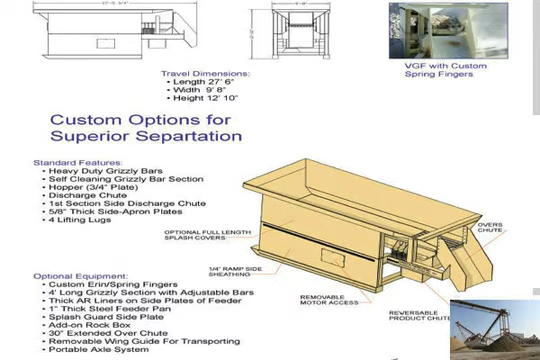 VGF with Custom
Spring Fingers
Travel Dimensions:
• Length 27' 6"
• Width 9' 8"
• Height 12' 10"
Custom Options for
Superior Separtation
Standard Features:
• Heavy Duty Grizzly Bars
• Self Cleaning Grizzly Bar Section
• Hopper (3/4" Plate)
• Discharge Chute
• 1st Section Side Discharge Chute
• 5/8" Thick Side-Apron Plates
• 4 Lifting Lugs
OPTIONAL FULL LENGTH
SPLASH COVERS
OVERS
CHUTE
1/4" RAMP SIDE
SHEATHING
REMOVABLE
MOTOR ACCESS
REVERSABLE
PRODUCT CHUTE
Optional Equipment:
• Custom Erin/Spring Fingers
• 4' Long Grizzly Section with Adjustable Bars
• Thick AR Liners on Side Plates of Feeder
• 1" Thick Steel Feeder Pan
• Splash Guard Side Plate
• Add-on Rock Box
• 30" Extended Over Chute
• Removable Wing Guide For Transporting
• Portable Axle System